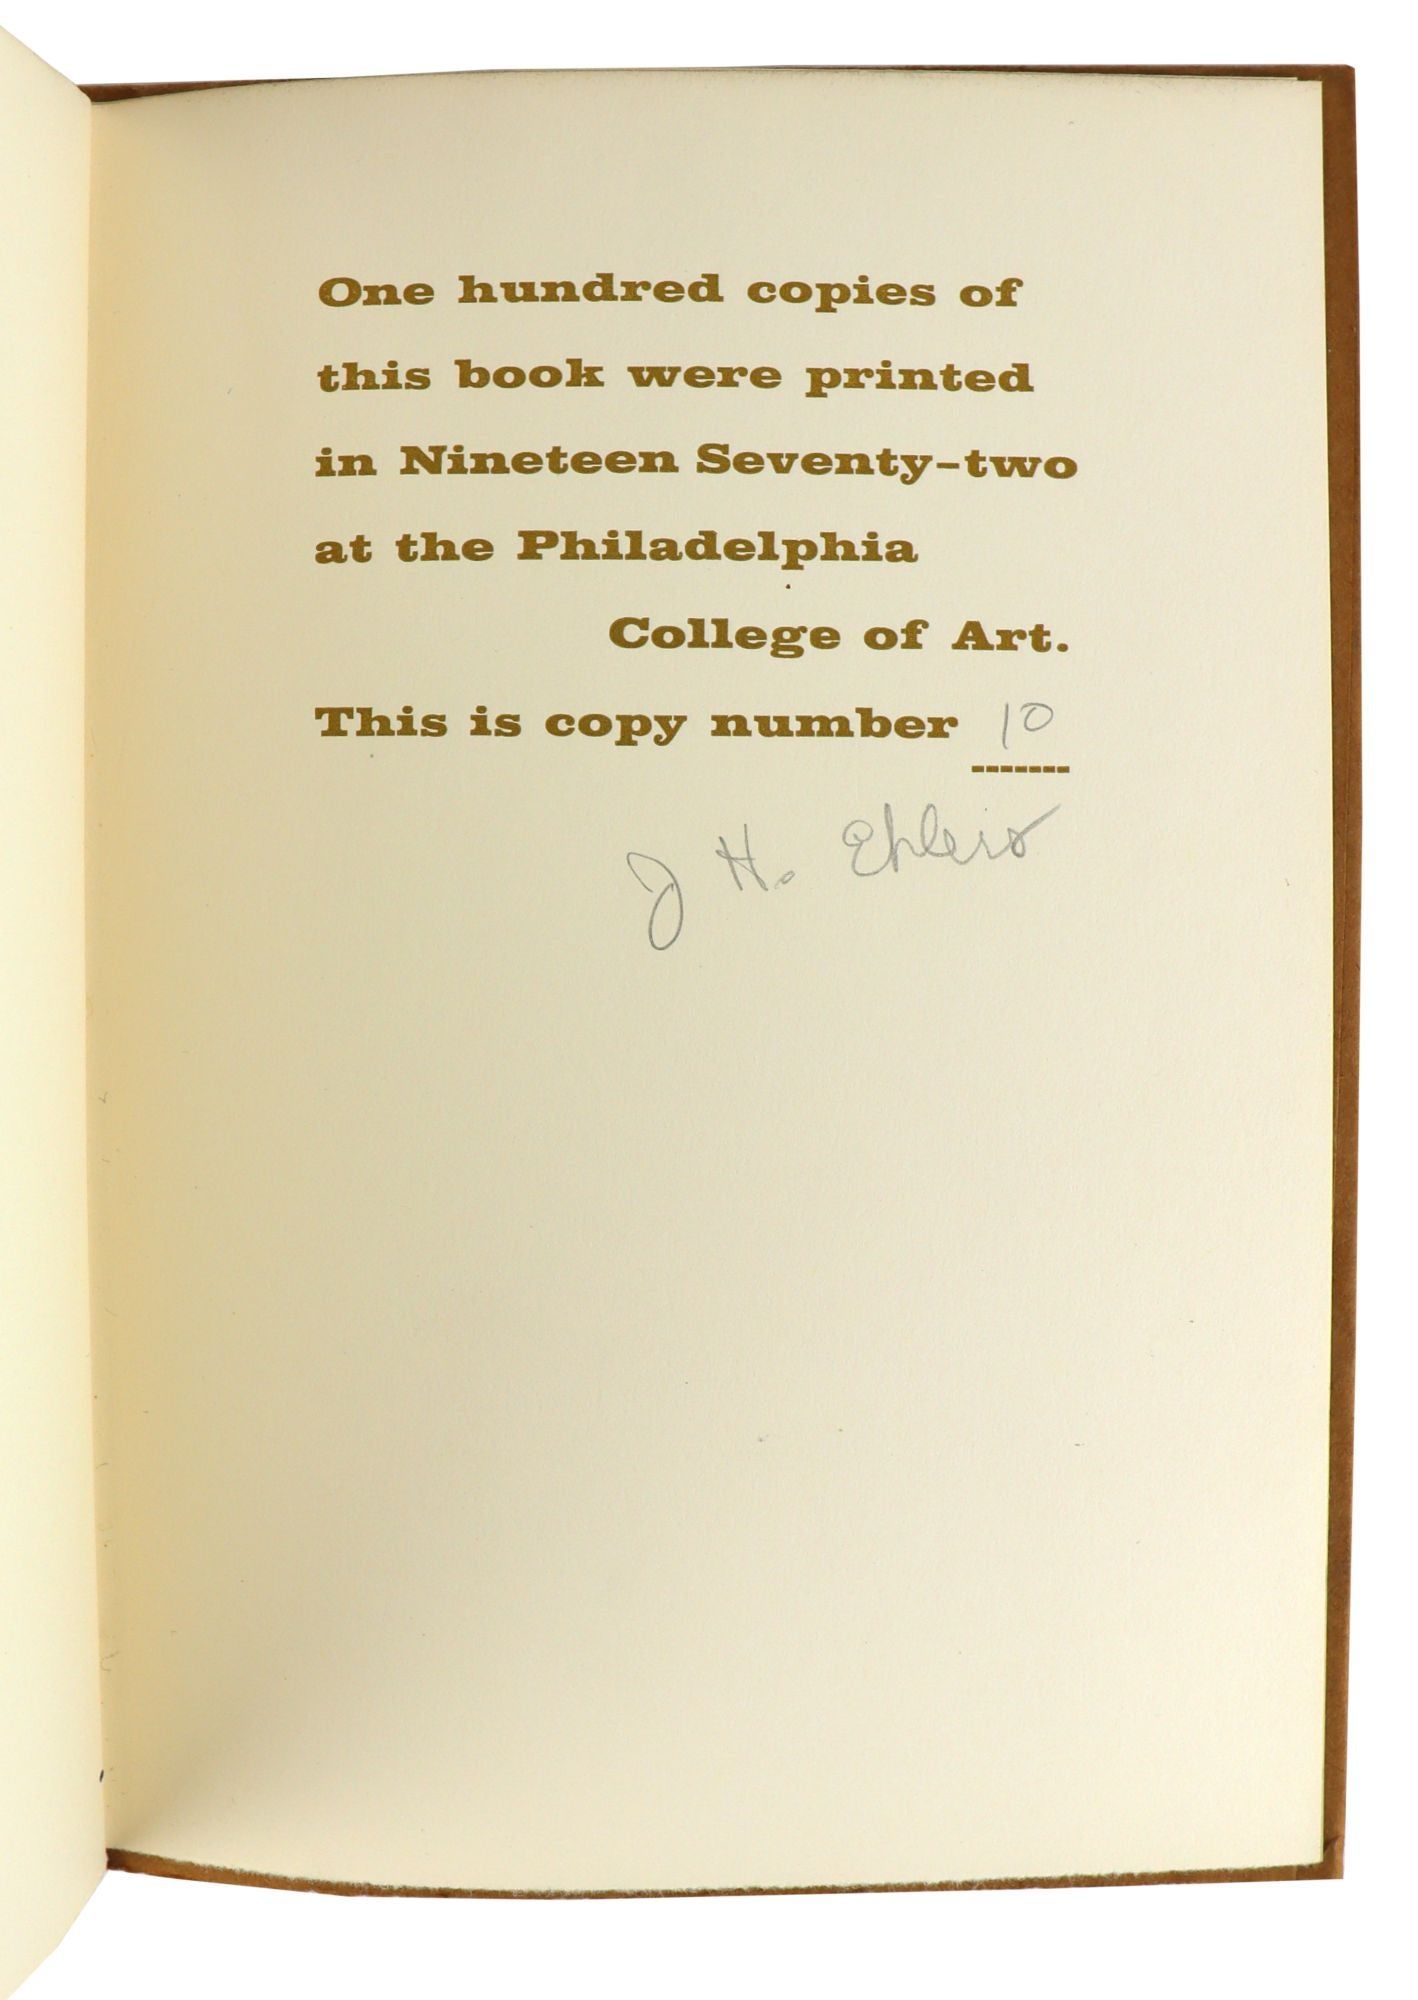 One hundred copies of
this book were printed
in Nineteen Seventy-two
at the Philadelphia
College of Art.
This is copy number 10
J H. Ehlers